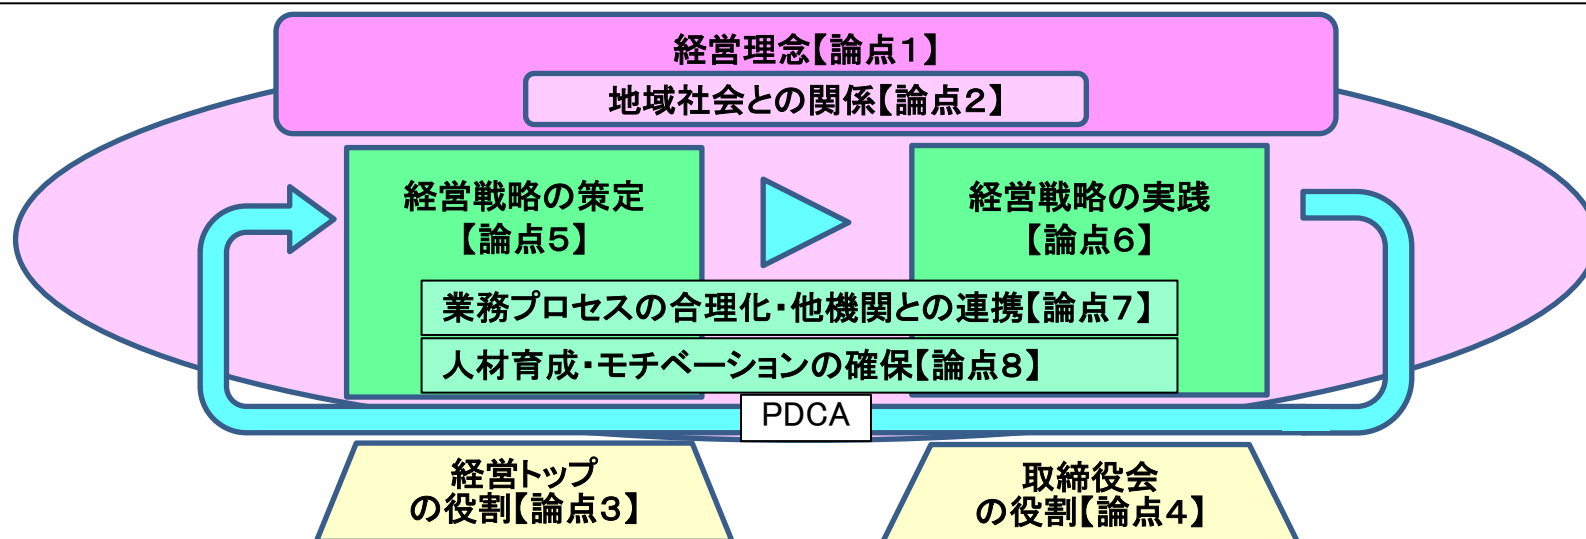 経営理念【論点１】
地域社会との関係【論点２】
経営戦略の策定
【論点５】
経営戦略の実践
【論点６】
業務プロセスの合理化・他機関との連携【論点７】
人材育成・モチベーションの確保【論点８】
PDCA
経営トップ
の役割【論点３】
取締役会
の役割【論点４】